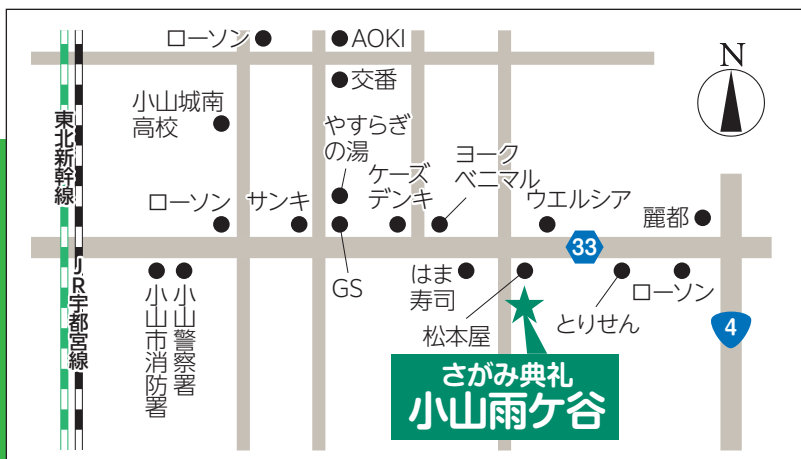 ローソン
AOKI
交番
N
小山城南
高校
やすらぎ
の湯
ヨーク
ベニマル
ケーズ
デンキ
東北新幹線
ローソン
サンキ
ウエルシア
麗都
33
GS
はま
寿司
松本屋
とりせん
ローソン
4
JR宇都宮線
小山市消防署
小山警察署
さがみ典礼
小山雨ケ谷